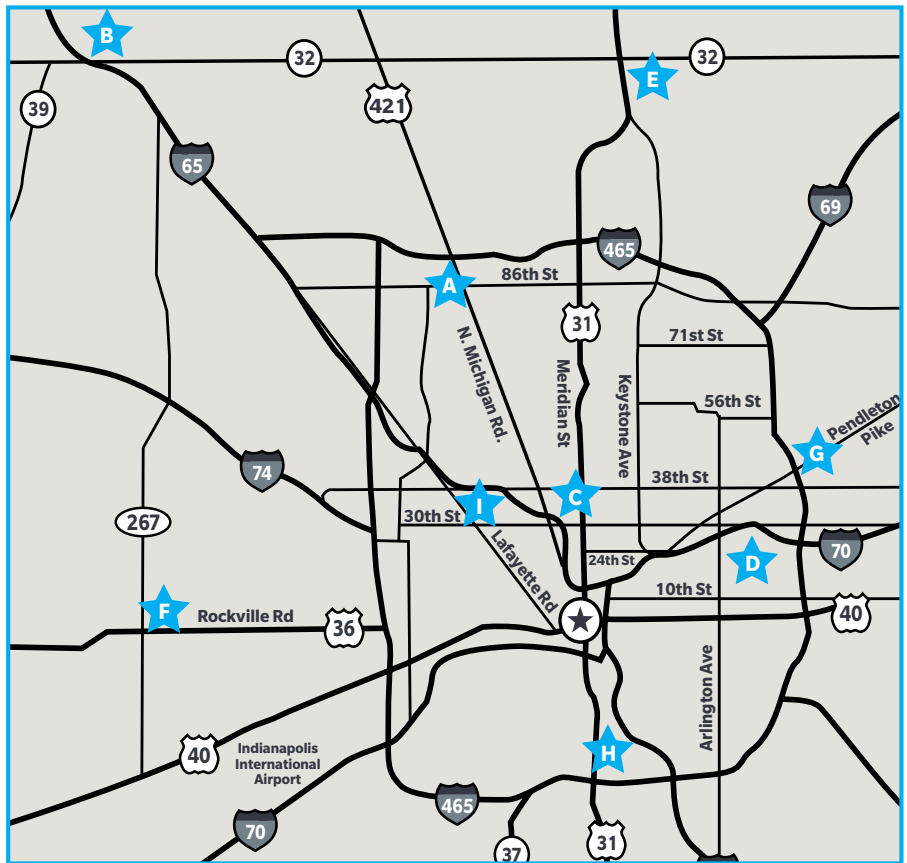 B
32
32
E
39
421
65
69
465
86th St
A
31
71st St
N. Michigan Rd.
Meridian St
Keystone Ave
56th St
Pendleton
Pike
G
74
38th St
I
C
30th St
267
Lafayette Rd
24th St
D
70
10th St
F
Rockville Rd
36
40
Arlington Ave
40
Indianapolis
International
Airport
H
465
70
37
31